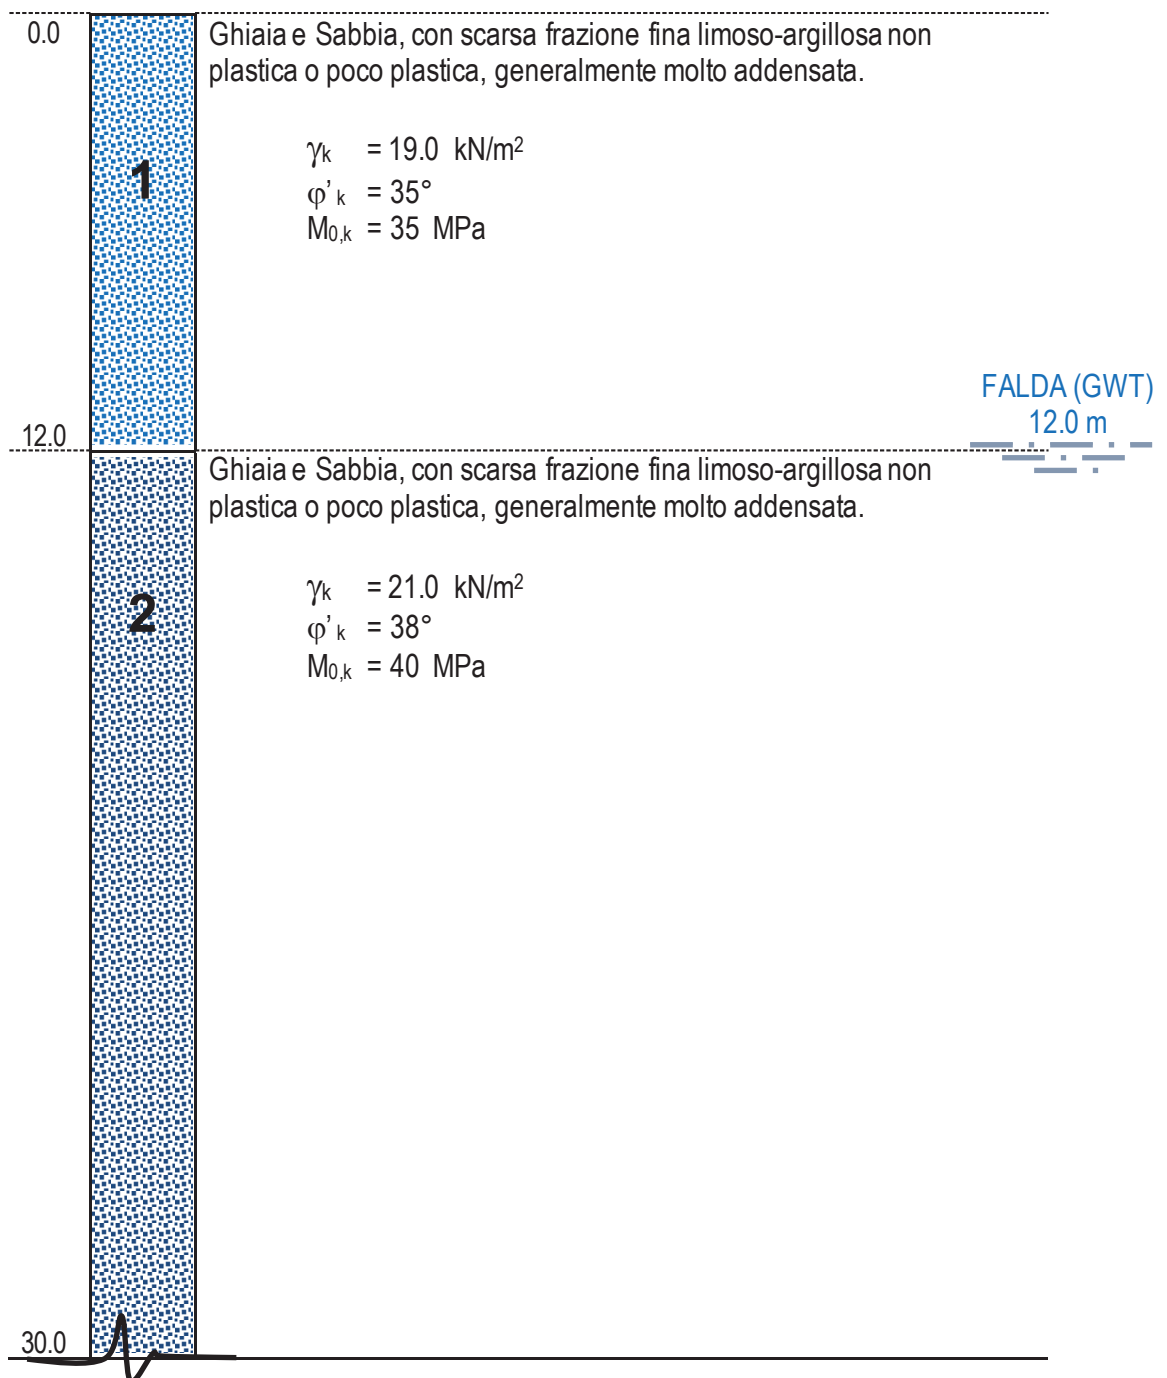 0.0
Ghiaia e Sabbia, con scarsa frazione fina limoso-argillosa non
plastica o poco plastica, generalmente molto addensata.
1
γk = 19.0 kN/m²
φ’ k = 35°
M0,k = 35 MPa
FALDA (GWT)
12.0 m
12.0
Ghiaia e Sabbia, con scarsa frazione fina limoso-argillosa non
plastica o poco plastica, generalmente molto addensata.
2
γk = 21.0 kN/m²
φ’ k = 38°
M0,k = 40 MPa
30.0